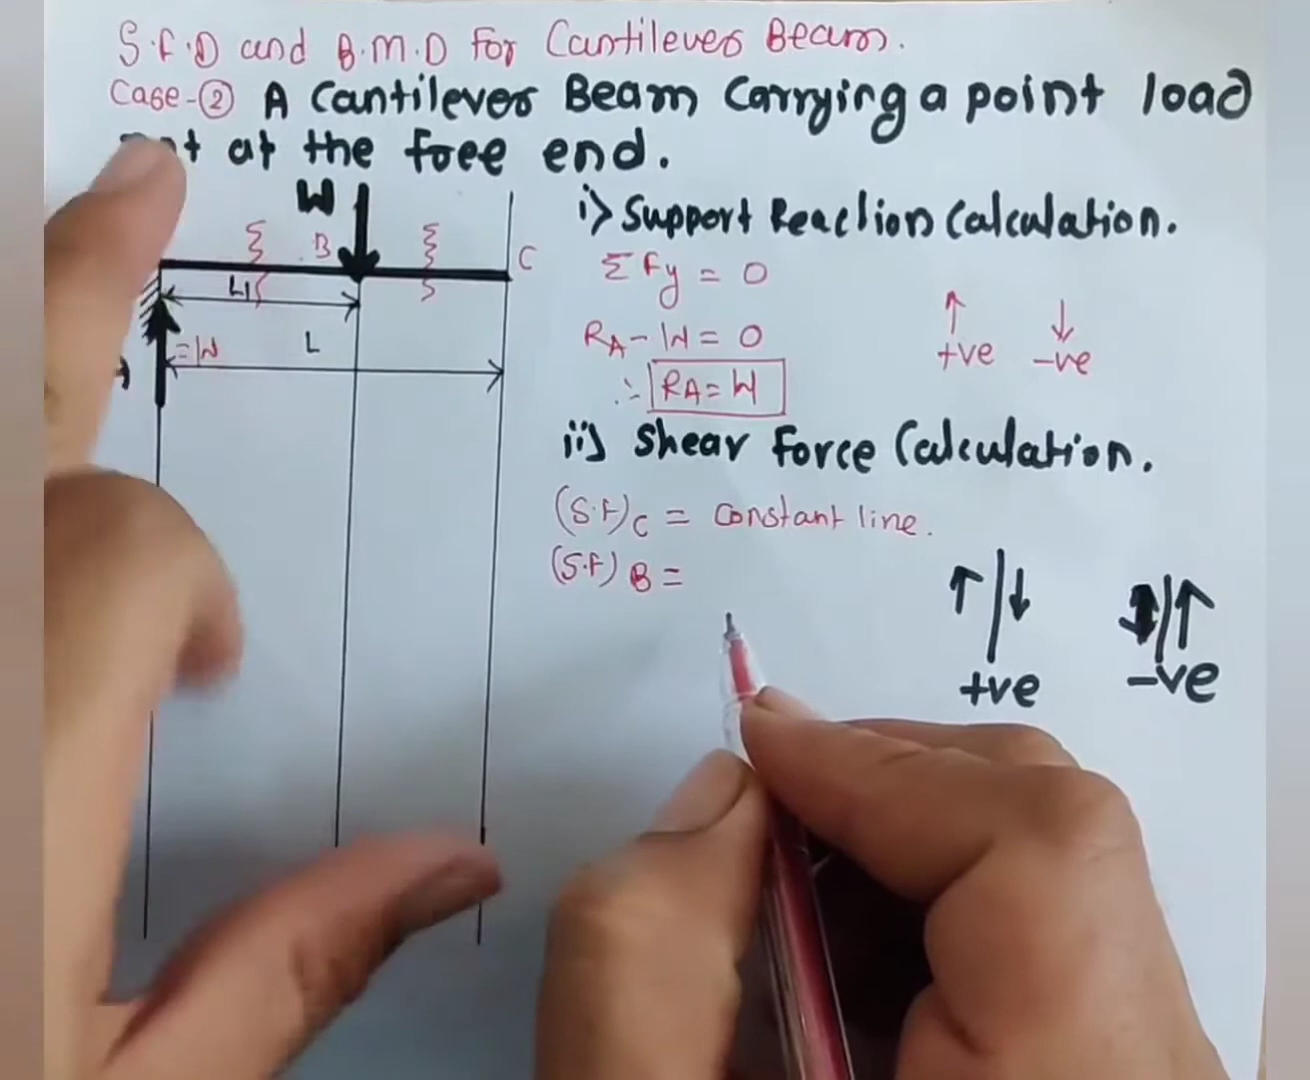 S.F.D and B.M.D For Cantilever Beam.
Case-② A Cantilever Beam Carrying a point load
at the free end.
W
B
C
L1
=W
L
A
i) Support Reaction Calculation.
ΣFy = 0
RA - W = 0
∴ RA = W
↑ ↓
+ve -ve
ii) Shear Force Calculation.
(S.F)C = Constant line.
(S.F) B =
↑|↓ ↓|↑
+ve -ve